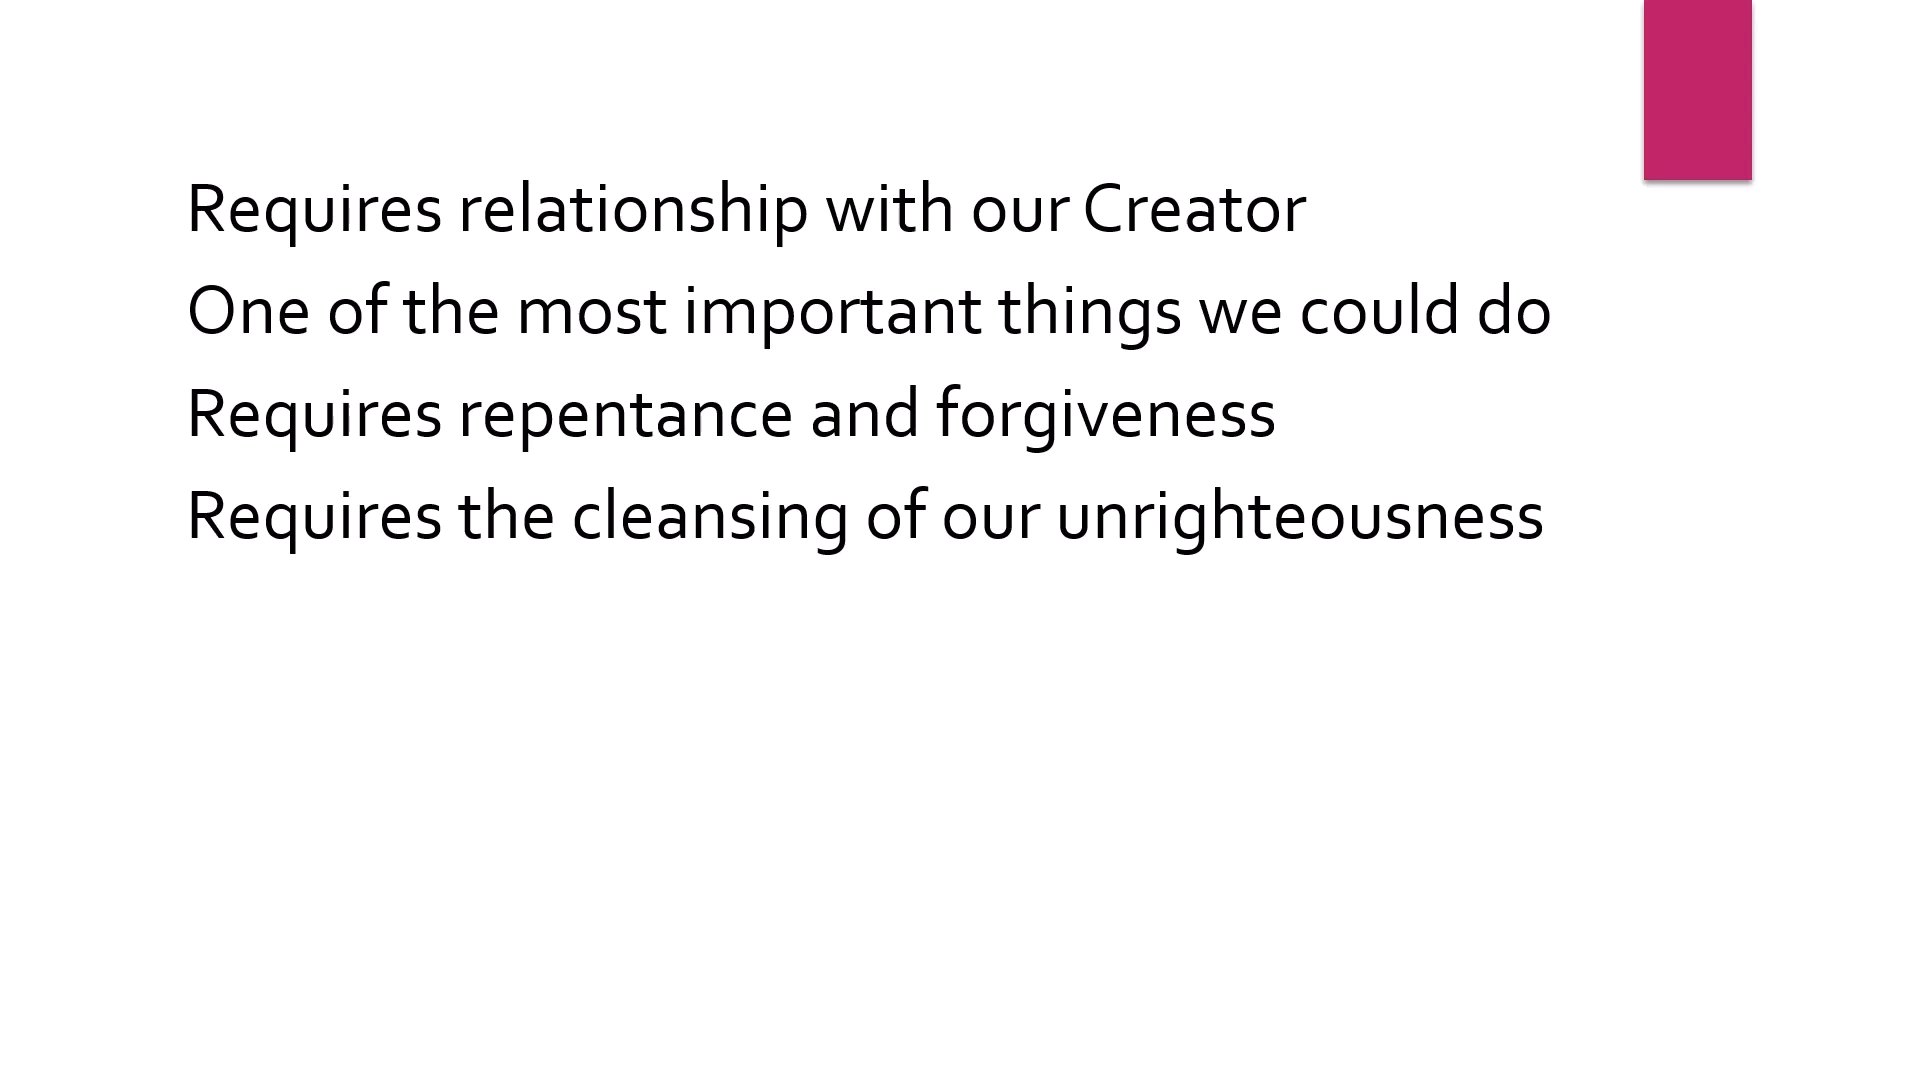 Requires relationship with our Creator
One of the most important things we could do
Requires repentance and forgiveness
Requires the cleansing of our unrighteousness